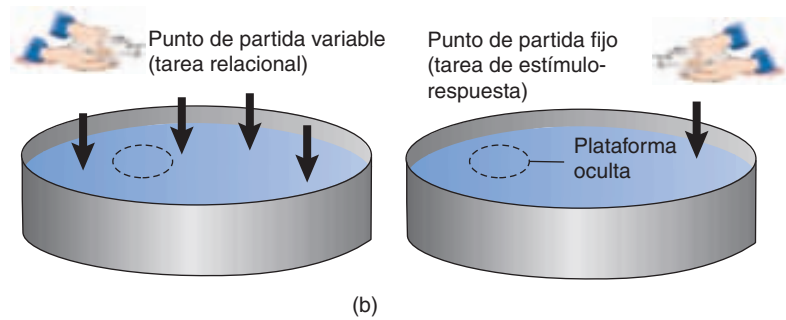 Punto de partida variable
(tarea relacional)
Punto de partida fijo
(tarea de estímulo-
respuesta)
Plataforma
oculta
(b)